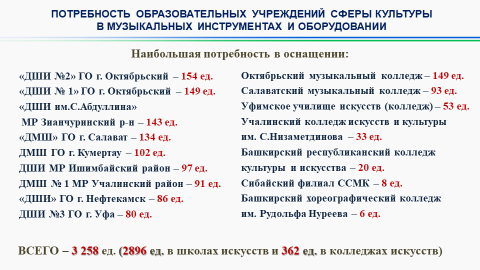 ПОТРЕБНОСТЬ ОБРАЗОВАТЕЛЬНЫХ УЧРЕЖДЕНИЙ СФЕРЫ КУЛЬТУРЫ
В МУЗЫКАЛЬНЫХ ИНСТРУМЕНТАХ И ОБОРУДОВАНИИ
Наибольшая потребность в оснащении:
«ДШИ №2» ГО г. Октябрьский – 154 ед.
«ДШИ № 1» ГО г. Октябрьский – 149 ед.
«ДШИ им.С.Абдуллина»
МР Зианчуринский р-н – 143 ед.
«ДМШ» ГО г. Салават – 134 ед.
ДМШ ГО г. Кумертау – 102 ед.
ДШИ МР Ишимбайский район – 97 ед.
ДМШ № 1 МР Учалинский район – 91 ед.
«ДШИ» ГО г. Нефтекамск – 86 ед.
ДШИ №3 ГО г. Уфа – 80 ед.
Октябрьский музыкальный колледж – 149 ед.
Салаватский музыкальный колледж – 93 ед.
Уфимское училище искусств (колледж) – 53 ед.
Учалинский колледж искусств и культуры
им. С.Низаметдинова – 33 ед.
Башкирский республиканский колледж
культуры и искусства – 20 ед.
Сибайский филиал ССМК – 8 ед.
Башкирский хореографический колледж
им. Рудольфа Нуреева – 6 ед.
ВСЕГО – 3 258 ед. (2896 ед. в школах искусств и 362 ед. в колледжах искусств)